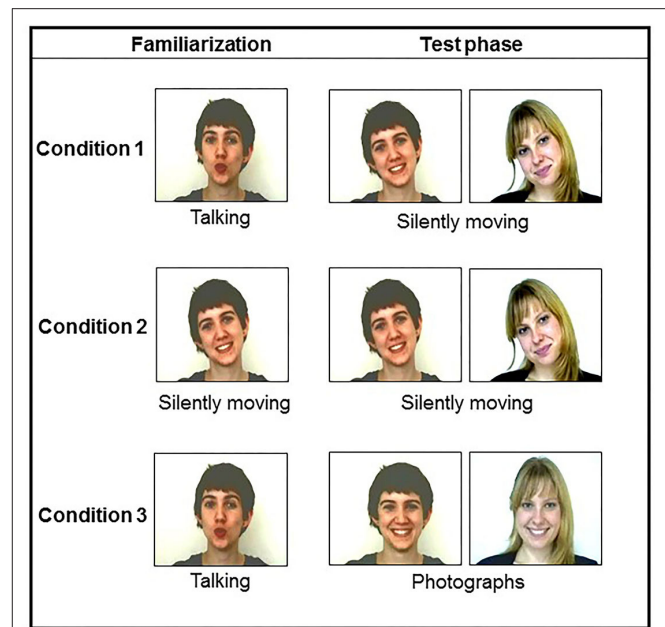 Familiarization Test phase
Condition 1
Talking Silently moving
Condition 2
Silently moving Silently moving
Condition 3
Talking Photographs